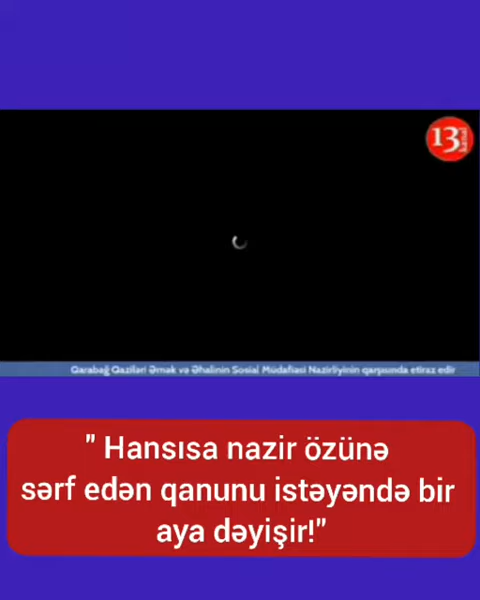 13
kanal
Qarabağ Qaziləri Əmək və Əhalinin Sosial Müdafiəsi Nazirliyinin qarşısında etiraz edir
" Hansısa nazir özünə
sərf edən qanunu istəyəndə bir
aya dəyişir!"